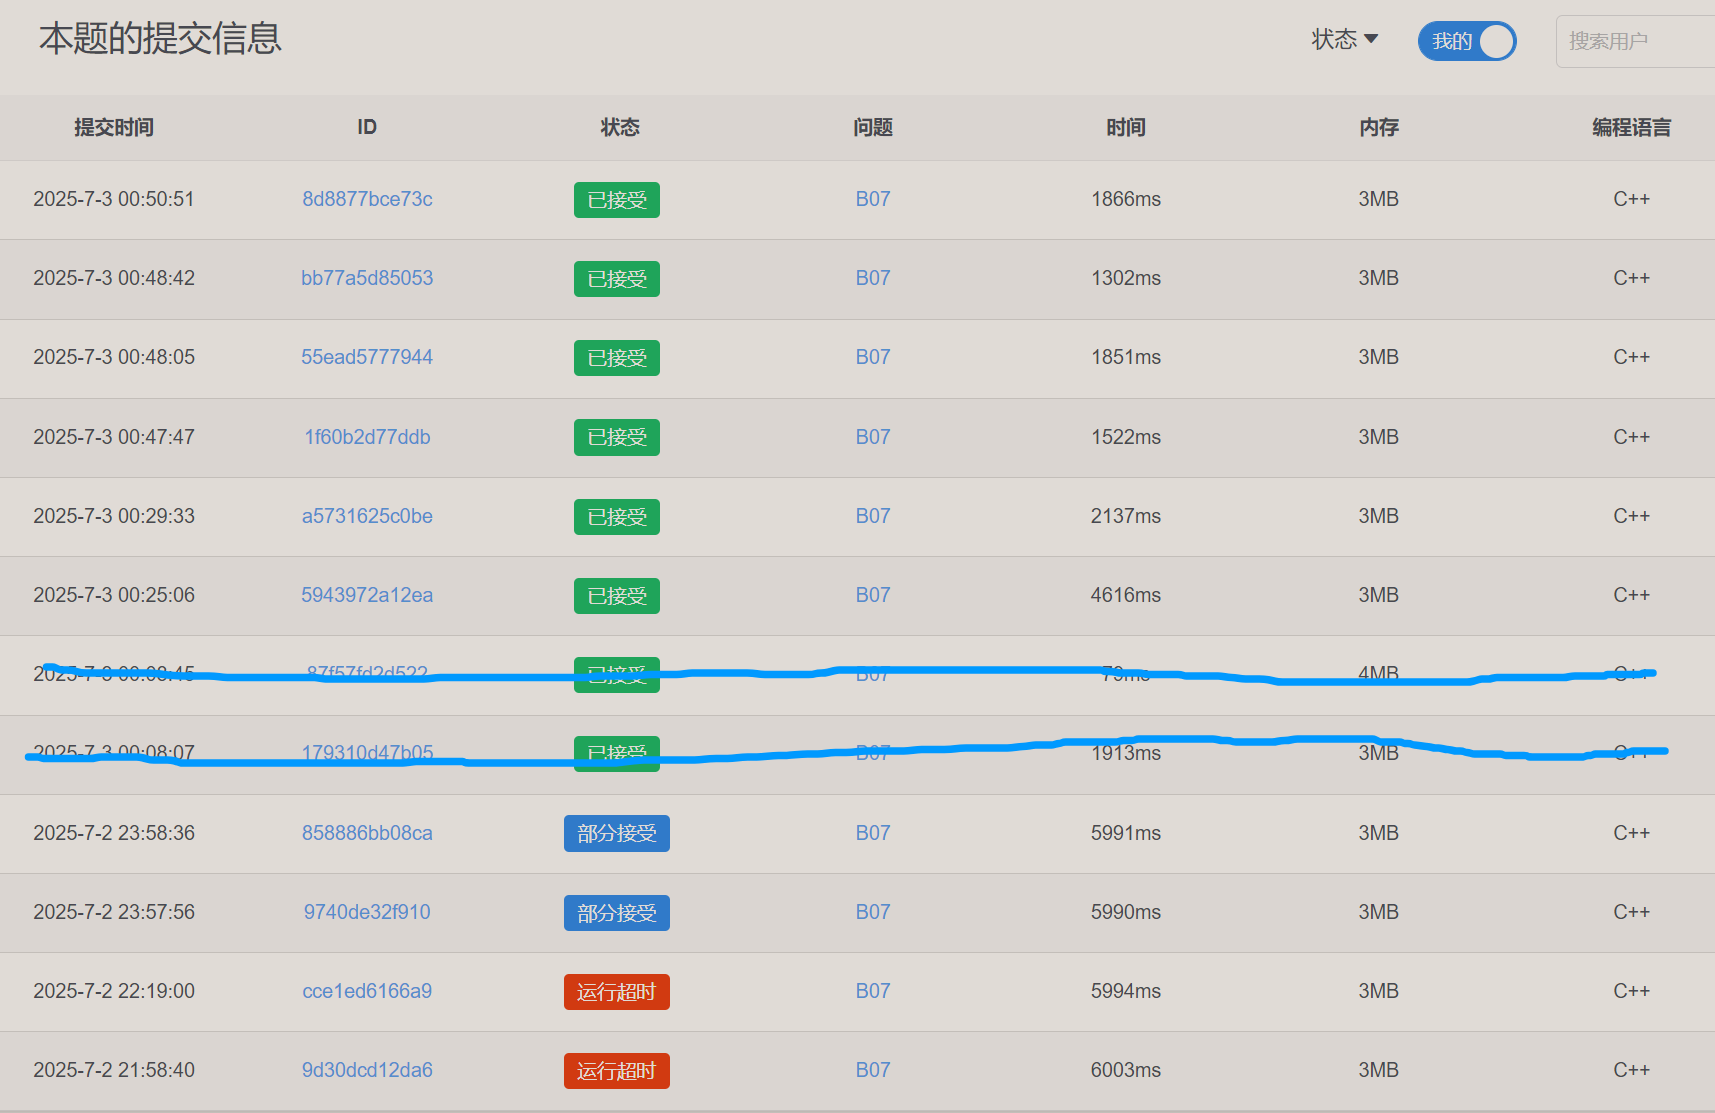 本题的提交信息 状态 我的 搜索用户
提交时间 ID 状态 问题 时间 内存 编程语言
2025-7-3 00:50:51 8d8877bce73c 已接受 B07 1866ms 3MB C++
2025-7-3 00:48:42 bb77a5d85053 已接受 B07 1302ms 3MB C++
2025-7-3 00:48:05 55ead5777944 已接受 B07 1851ms 3MB C++
2025-7-3 00:47:47 1f60b2d77ddb 已接受 B07 1522ms 3MB C++
2025-7-3 00:29:33 a5731625c0be 已接受 B07 2137ms 3MB C++
2025-7-3 00:25:06 5943972a12ea 已接受 B07 4616ms 3MB C++
2025-7-3 00:08:45 87f57fd2d522 已接受 B07 79ms 4MB C++
2025-7-3 00:08:07 179310d47b05 已接受 B07 1913ms 3MB C++
2025-7-2 23:58:36 858886bb08ca 部分接受 B07 5991ms 3MB C++
2025-7-2 23:57:56 9740de32f910 部分接受 B07 5990ms 3MB C++
2025-7-2 22:19:00 cce1ed6166a9 运行超时 B07 5994ms 3MB C++
2025-7-2 21:58:40 9d30dcd12da6 运行超时 B07 6003ms 3MB C++